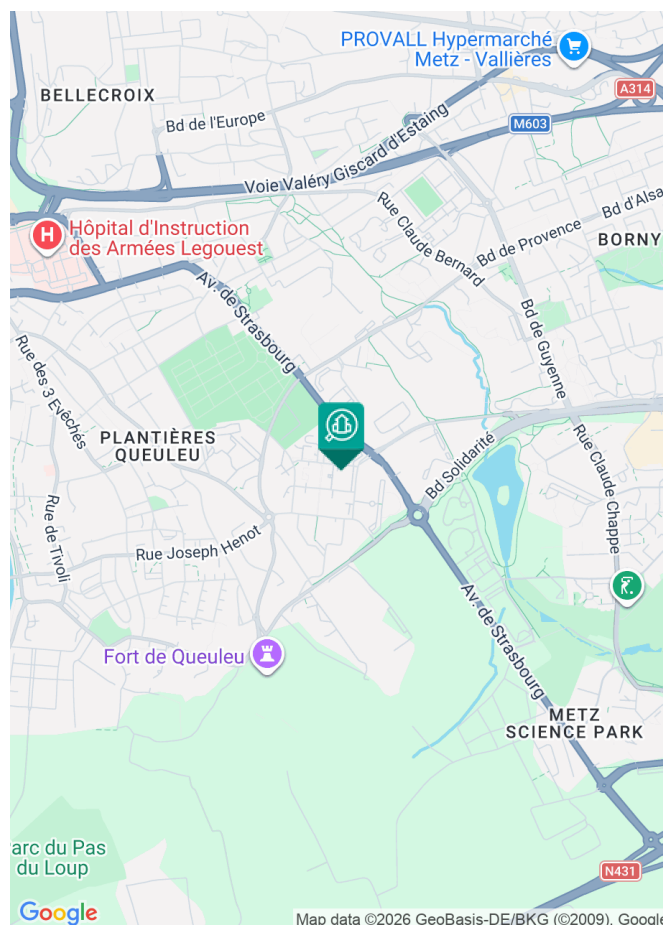 PROVALL Hypermarché
Metz - Vallières
A314
BELLECROIX
Bd de l'Europe
M603
Voie Valéry Giscard d'Estaing
Rue Claude Bernard
Bd d'Alsa
Bd de Provence
BORNY
H
Hôpital d'Instruction
des Armées Legouest
Av. de Strasbourg
Bd de Guyenne
Rue des 3 Evêchés
PLANTIÈRES
QUEULEU
Bd Solidarité
Rue Claude Chappe
Rue de Tivoli
Rue Joseph Henot
Av. de Strasbourg
Fort de Queuleu
METZ
SCIENCE PARK
arc du Pas
du Loup
N431
Google
Map data ©2026 GeoBasis-DE/BKG (©2009), Google